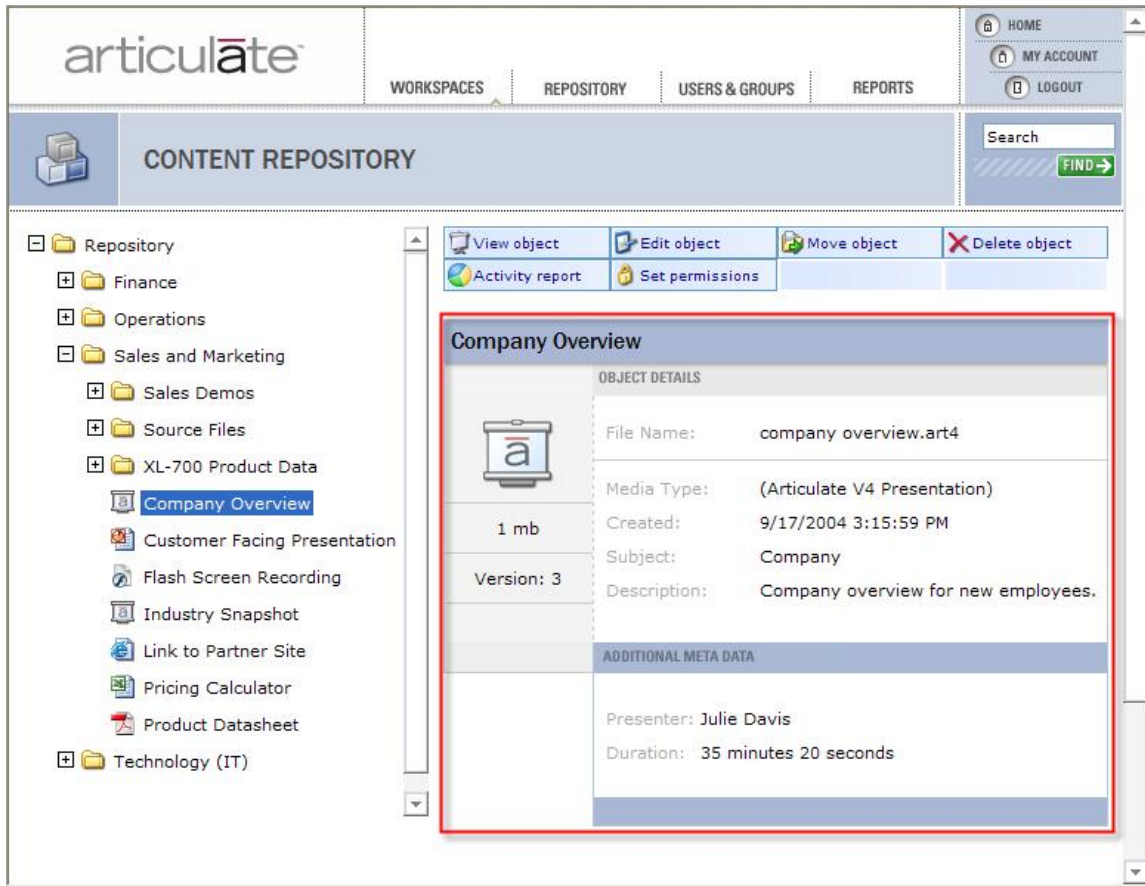 articulāte™
HOME
MY ACCOUNT
LOGOUT
WORKSPACES REPOSITORY USERS & GROUPS REPORTS
CONTENT REPOSITORY
Search
FIND
Repository
Finance
Operations
Sales and Marketing
Sales Demos
Source Files
XL-700 Product Data
Company Overview
Customer Facing Presentation
Flash Screen Recording
Industry Snapshot
Link to Partner Site
Pricing Calculator
Product Datasheet
Technology (IT)
View object Edit object Move object Delete object
Activity report Set permissions
Company Overview
OBJECT DETAILS
ā
1 mb
Version: 3
File Name: company overview.art4
Media Type: (Articulate V4 Presentation)
Created: 9/17/2004 3:15:59 PM
Subject: Company
Description: Company overview for new employees.
ADDITIONAL META DATA
Presenter: Julie Davis
Duration: 35 minutes 20 seconds